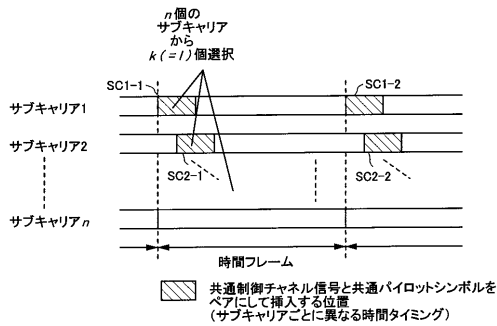 n個の
サブキャリア
から
k(=l)個選択
SC1-1
SC1-2
サブキャリア1
サブキャリア2
SC2-1
SC2-2
サブキャリアn
時間フレーム
共通制御チャネル信号と共通パイロットシンボルを
ペアにして挿入する位置
(サブキャリアごとに異なる時間タイミング)